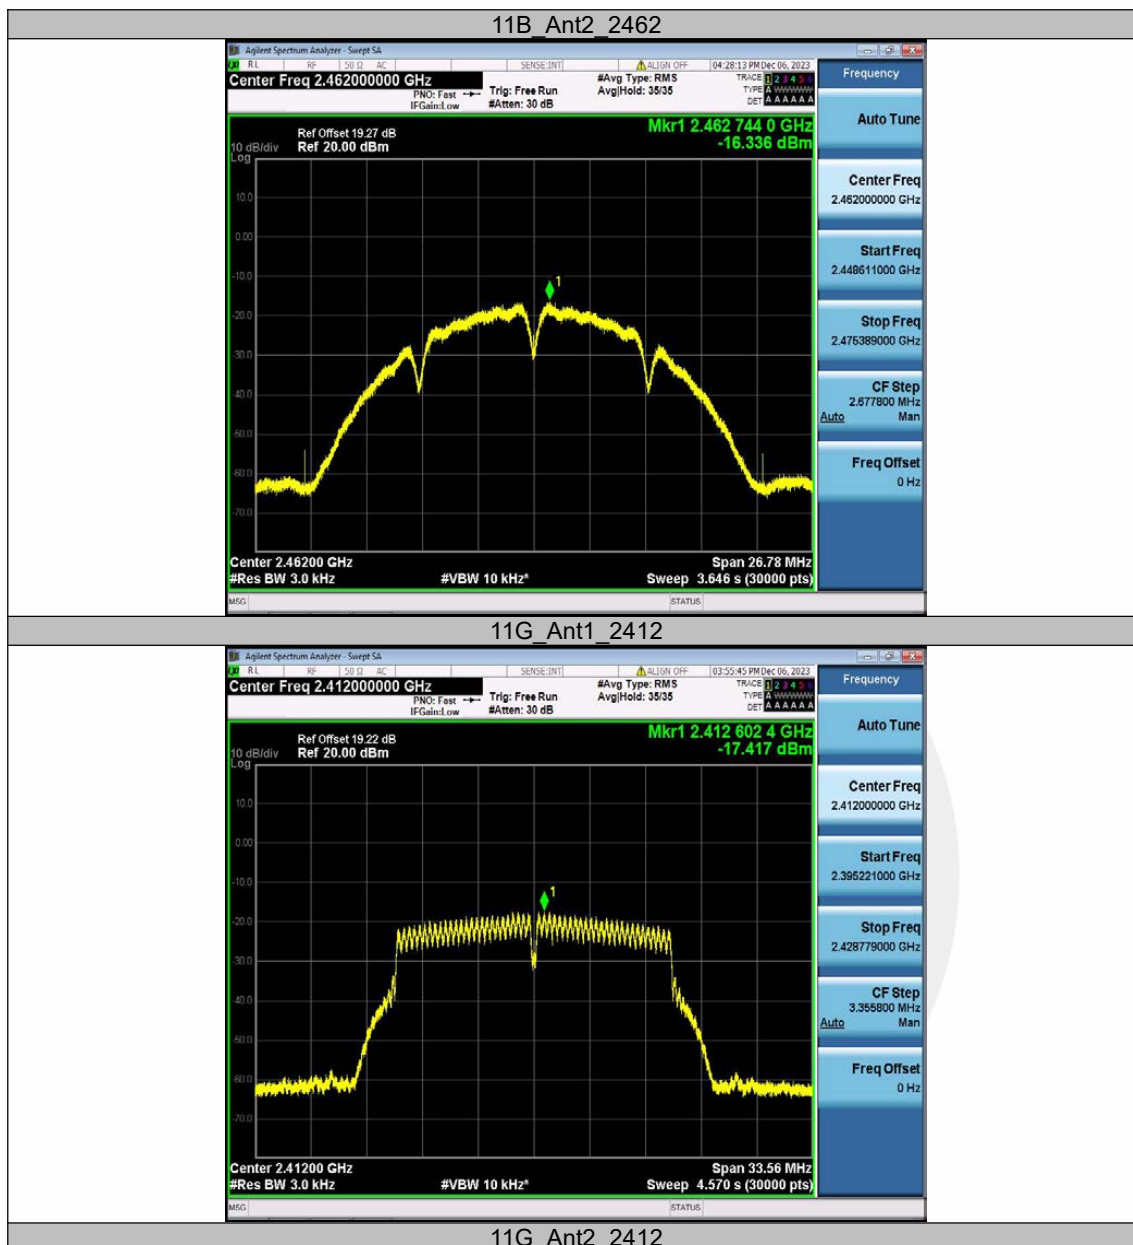 11B_Ant2_2462
Agilent Spectrum Analyzer - Swept SA
RL RF 50 Ω AC SENSE:INT ALIGN OFF 04:28:13 PM Dec 06, 2023
Center Freq 2.462000000 GHz
PNO: Fast
IFGain:Low
Trig: Free Run
#Atten: 30 dB
#Avg Type: RMS
Avg|Hold: 35/35
TRACE 1 2 3 4 5 6
TYPE A WWWWW
DET A A A A A A
Frequency
Mkr1 2.462 744 0 GHz
-16.336 dBm
Ref Offset 19.27 dB
10 dB/div Ref 20.00 dBm
Log
10.0
0.00
-10.0
-20.0
-30.0
-40.0
-50.0
-60.0
-70.0
1
Center 2.46200 GHz Span 26.78 MHz
#Res BW 3.0 kHz #VBW 10 kHz* Sweep 3.646 s (30000 pts)
MSG STATUS
Auto Tune
Center Freq
2.462000000 GHz
Start Freq
2.448611000 GHz
Stop Freq
2.475389000 GHz
CF Step
2.677800 MHz
Auto Man
Freq Offset
0 Hz
11G_Ant1_2412
Agilent Spectrum Analyzer - Swept SA
RL RF 50 Ω AC SENSE:INT ALIGN OFF 03:55:45 PM Dec 06, 2023
Center Freq 2.412000000 GHz
PNO: Fast
IFGain:Low
Trig: Free Run
#Atten: 30 dB
#Avg Type: RMS
Avg|Hold: 35/35
TRACE 1 2 3 4 5 6
TYPE A WWWWW
DET A A A A A A
Frequency
Mkr1 2.412 602 4 GHz
-17.417 dBm
Ref Offset 19.22 dB
10 dB/div Ref 20.00 dBm
Log
10.0
0.00
-10.0
-20.0
-30.0
-40.0
-50.0
-60.0
-70.0
1
Center 2.41200 GHz Span 33.56 MHz
#Res BW 3.0 kHz #VBW 10 kHz* Sweep 4.570 s (30000 pts)
MSG STATUS
Auto Tune
Center Freq
2.412000000 GHz
Start Freq
2.395221000 GHz
Stop Freq
2.428779000 GHz
CF Step
3.355800 MHz
Auto Man
Freq Offset
0 Hz
11G_Ant2_2412